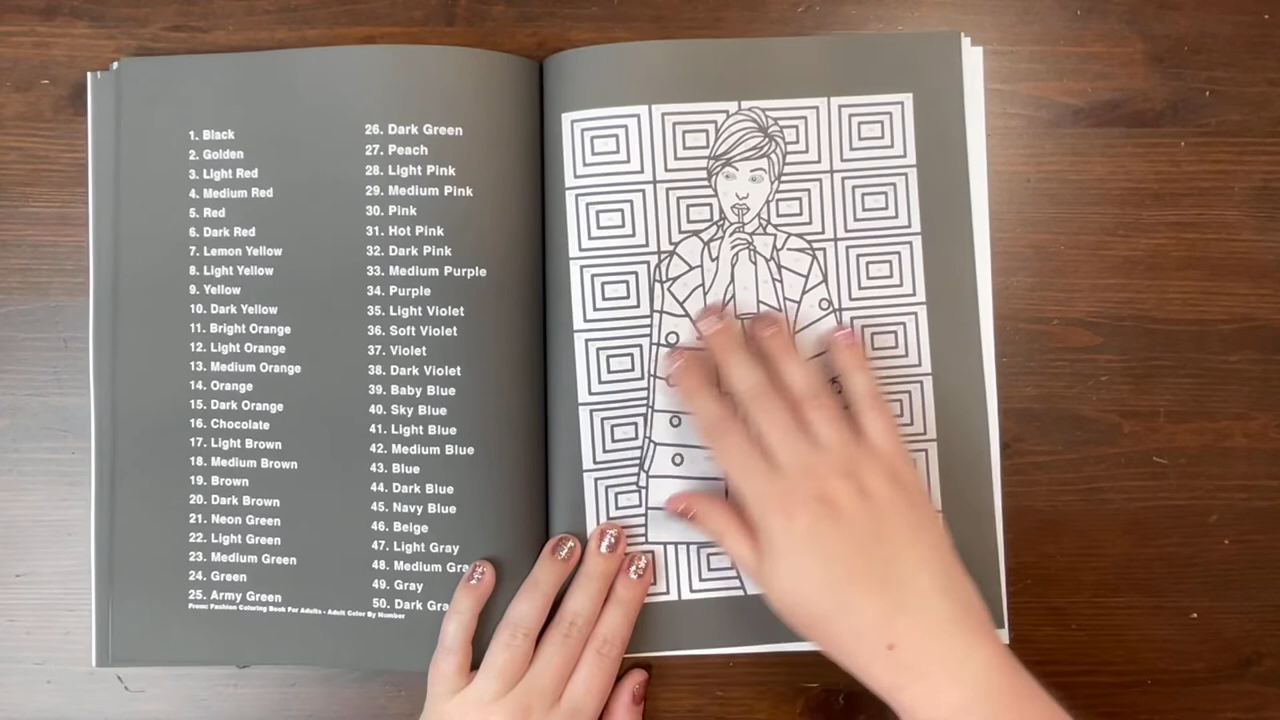 1. Black
2. Golden
3. Light Red
4. Medium Red
5. Red
6. Dark Red
7. Lemon Yellow
8. Light Yellow
9. Yellow
10. Dark Yellow
11. Bright Orange
12. Light Orange
13. Medium Orange
14. Orange
15. Dark Orange
16. Chocolate
17. Light Brown
18. Medium Brown
19. Brown
20. Dark Brown
21. Neon Green
22. Light Green
23. Medium Green
24. Green
25. Army Green
26. Dark Green
27. Peach
28. Light Pink
29. Medium Pink
30. Pink
31. Hot Pink
32. Dark Pink
33. Medium Purple
34. Purple
35. Light Violet
36. Soft Violet
37. Violet
38. Dark Violet
39. Baby Blue
40. Sky Blue
41. Light Blue
42. Medium Blue
43. Blue
44. Dark Blue
45. Navy Blue
46. Beige
47. Light Gray
48. Medium Gra
49. Gray
50. Dark Gra
From: Fashion Coloring Book For Adults - Adult Color By Number